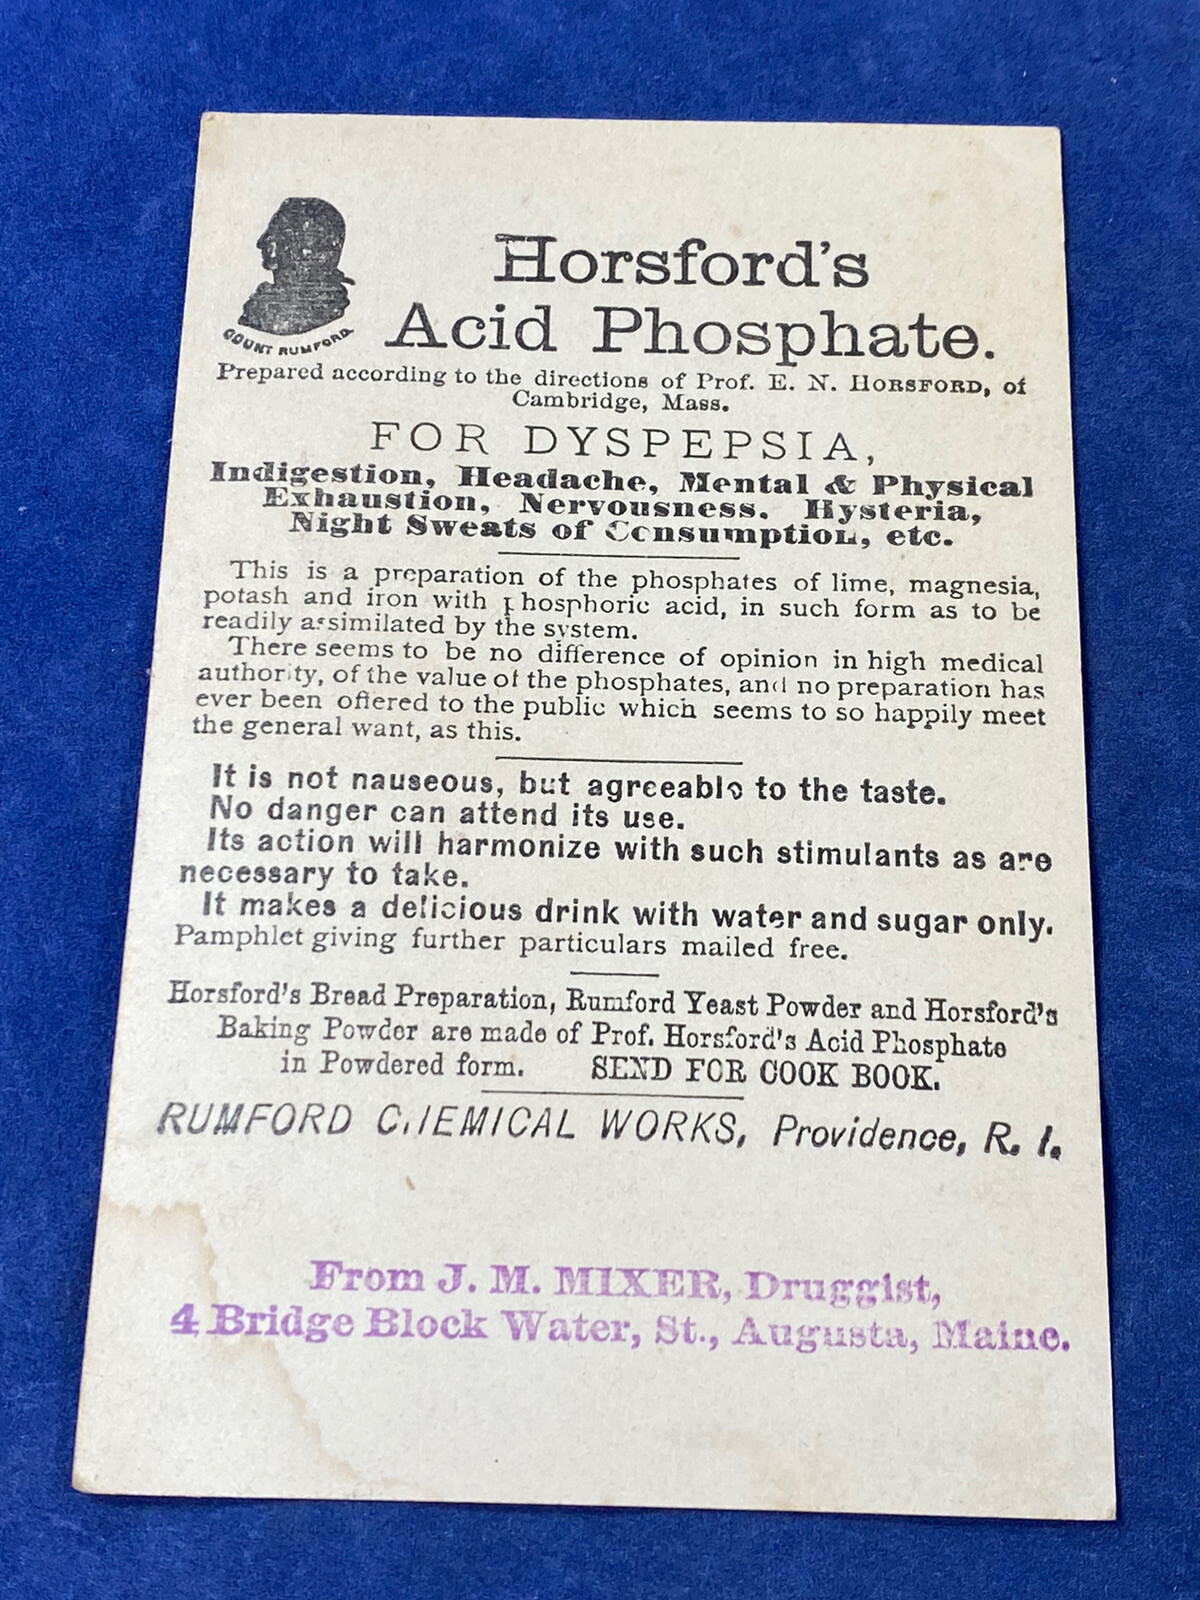 COUNT RUMFORD.
Horsford's
Acid Phosphate.
Prepared according to the directions of Prof. E. N. HORSFORD, of
Cambridge, Mass.
FOR DYSPEPSIA,
Indigestion, Headache, Mental & Physical
Exhaustion, Nervousness. Hysteria,
Night Sweats of Consumption, etc.
This is a preparation of the phosphates of lime, magnesia,
potash and iron with phosphoric acid, in such form as to be
readily assimilated by the system.
There seems to be no difference of opinion in high medical
authority, of the value of the phosphates, and no preparation has
ever been offered to the public which seems to so happily meet
the general want, as this.
It is not nauseous, but agreeable to the taste.
No danger can attend its use.
Its action will harmonize with such stimulants as are
necessary to take.
It makes a delicious drink with water and sugar only.
Pamphlet giving further particulars mailed free.
Horsford's Bread Preparation, Rumford Yeast Powder and Horsford's
Baking Powder are made of Prof. Horsford's Acid Phosphate
in Powdered form. SEND FOR COOK BOOK.
RUMFORD CHEMICAL WORKS, Providence, R. I.
From J. M. MIXER, Druggist,
4 Bridge Block Water, St., Augusta, Maine.